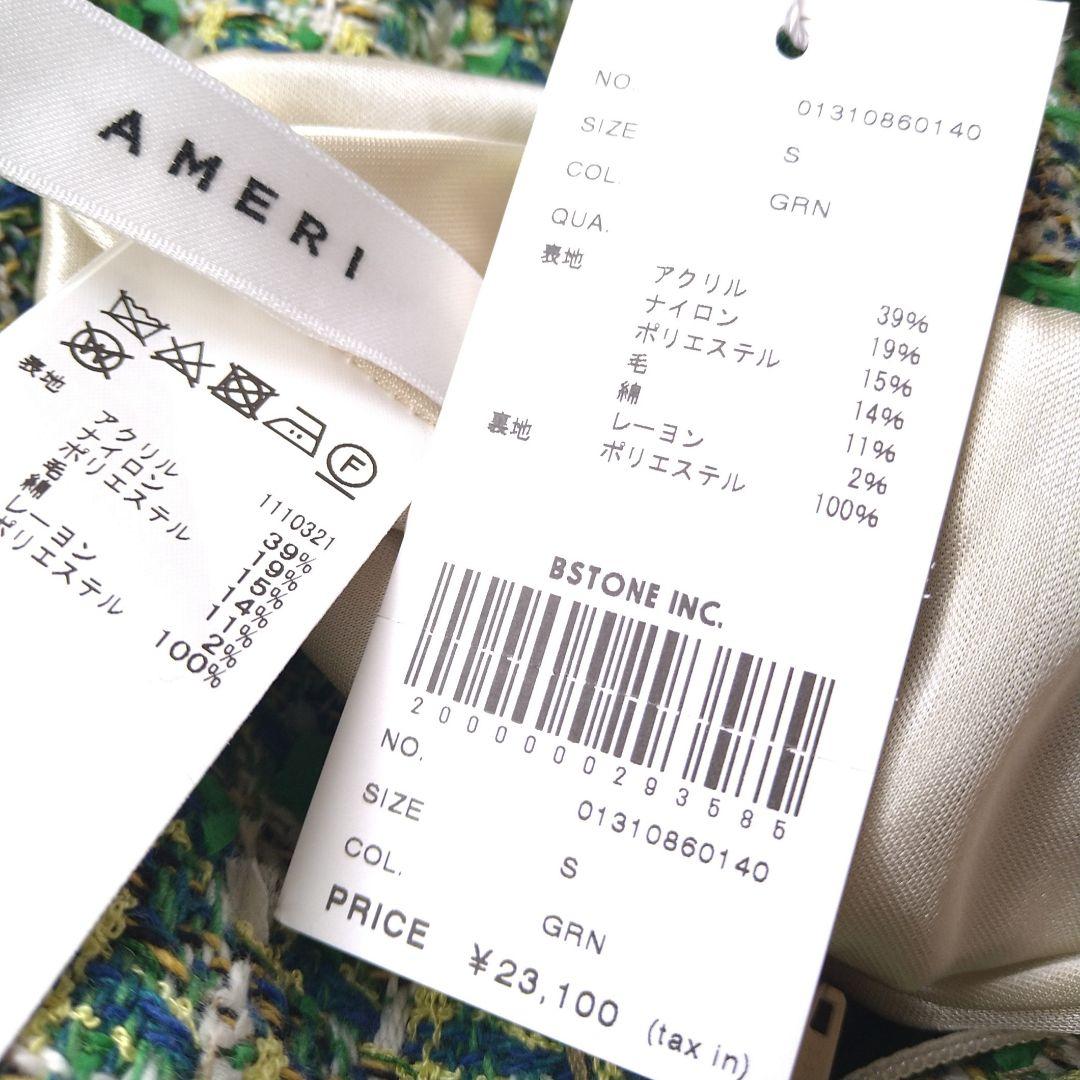 AMERI
W
表地
アクリル
ナイロン
ポリエステル
毛
綿
レーヨン
ポリエステル
1110321
39%
19%
15%
14%
11%
2%
100%
F
NO. 01310860140
SIZE S
COL. GRN
QUA.
表地 アクリル 39%
ナイロン 19%
ポリエステル 15%
毛 14%
綿 11%
レーヨン 2%
裏地 ポリエステル 100%
BSTONE INC.
2000000293585
NO. 01310860140
SIZE S
COL. GRN
PRICE ¥23,100 (tax in)